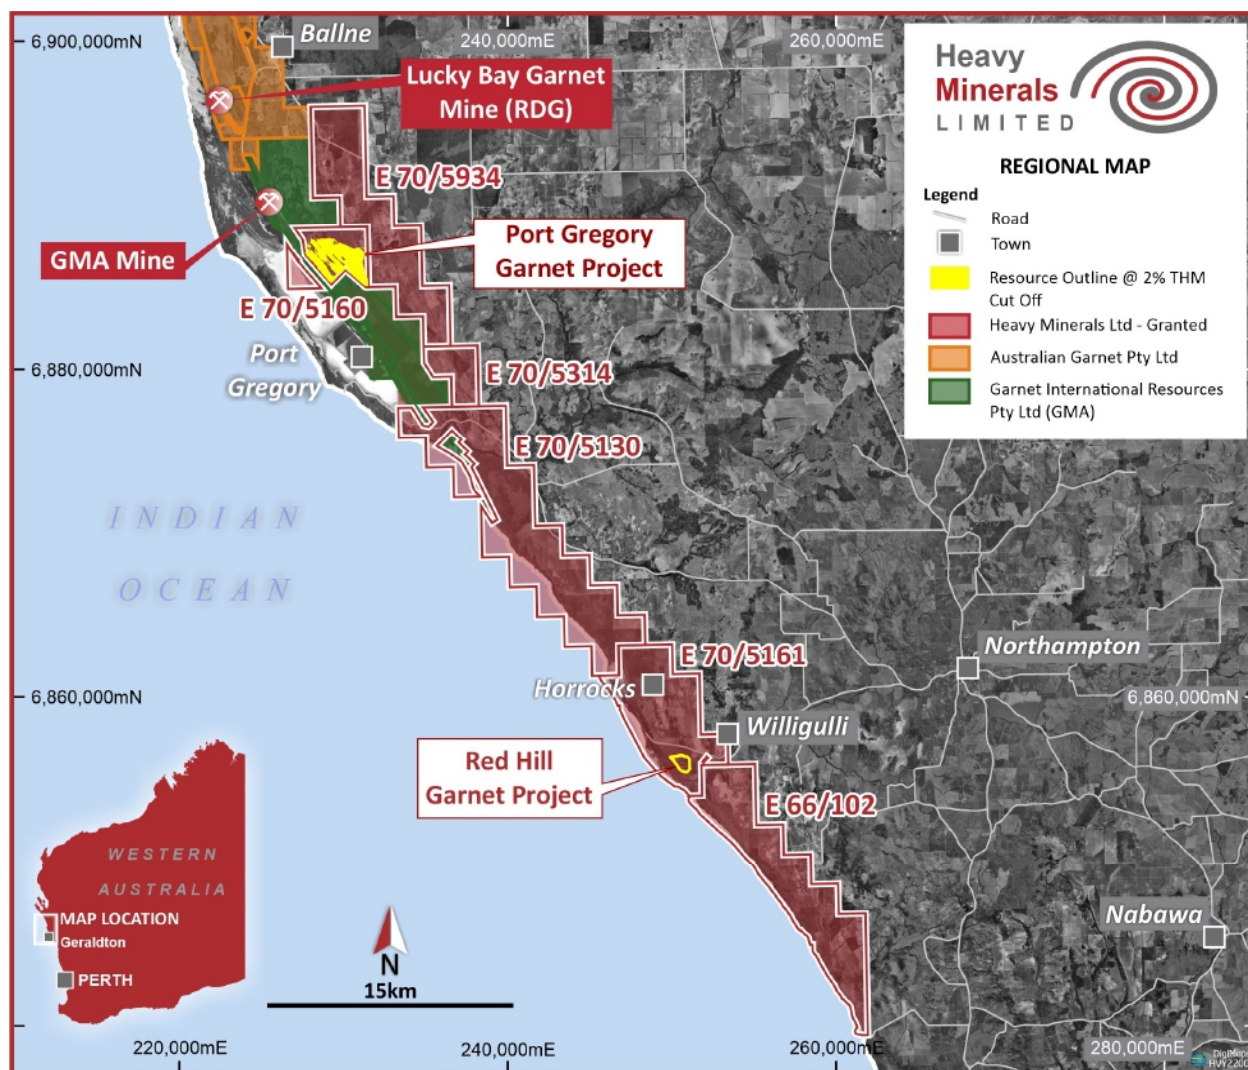 6,900,000mN
Ballne
240,000mE
260,000mE
Lucky Bay Garnet
Mine (RDG)
E 70/5934
GMA Mine
Port Gregory
Garnet Project
E 70/5160
Port
Gregory
6,880,000mN
E 70/5314
E 70/5130
INDIAN
OCEAN
Northampton
E 70/5161
Horrocks
6,860,000mN
6,860,000mN
Willigulli
Red Hill
Garnet Project
E 66/102
Nabawa
Heavy
Minerals
LIMITED
REGIONAL MAP
Legend
Road
Town
Resource Outline @ 2% THM
Cut Off
Heavy Minerals Ltd - Granted
Australian Garnet Pty Ltd
Garnet International Resources
Pty Ltd (GMA)
WESTERN
AUSTRALIA
MAP LOCATION
Geraldton
PERTH
N
15km
220,000mE
240,000mE
260,000mE
280,000mE